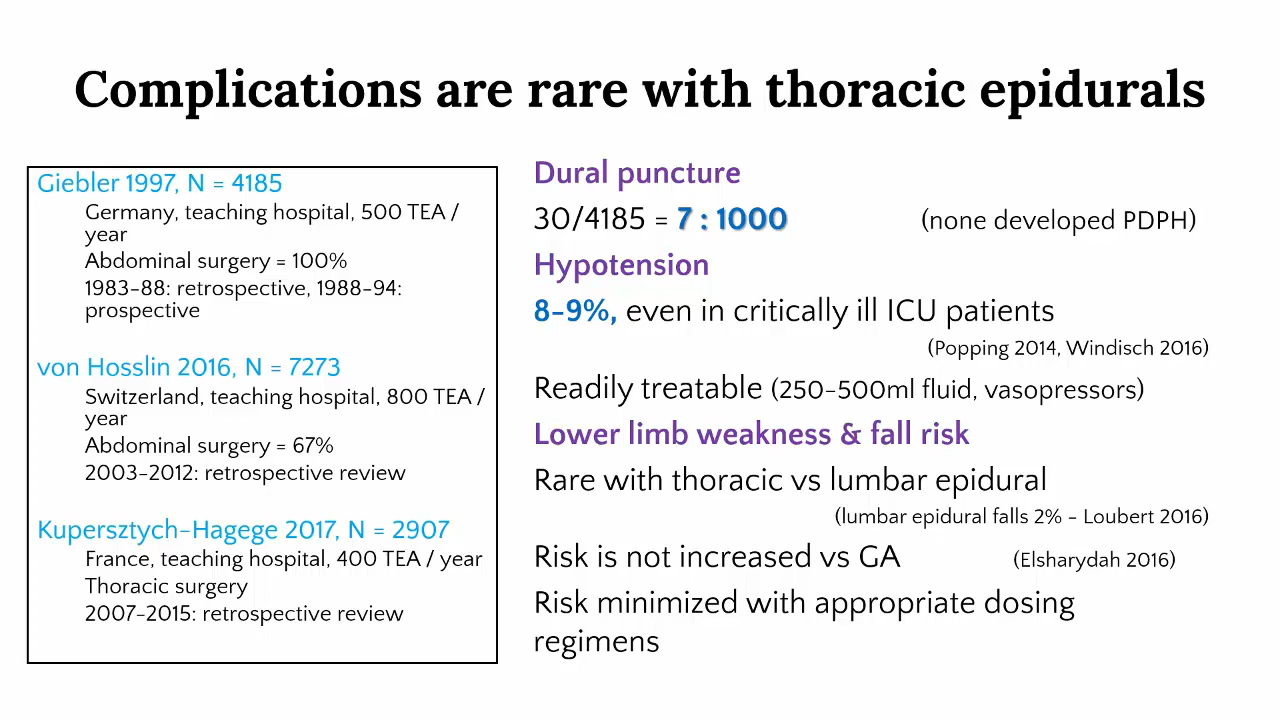 Complications are rare with thoracic epidurals
Giebler 1997, N = 4185
Germany, teaching hospital, 500 TEA /
year
Abdominal surgery = 100%
1983-88: retrospective, 1988-94:
prospective
von Hosslin 2016, N = 7273
Switzerland, teaching hospital, 800 TEA /
year
Abdominal surgery = 67%
2003-2012: retrospective review
Kupersztych-Hagege 2017, N = 2907
France, teaching hospital, 400 TEA / year
Thoracic surgery
2007-2015: retrospective review
Dural puncture
30/4185 = 7 : 1000 (none developed PDPH)
Hypotension
8-9%, even in critically ill ICU patients
(Popping 2014, Windisch 2016)
Readily treatable (250-500ml fluid, vasopressors)
Lower limb weakness & fall risk
Rare with thoracic vs lumbar epidural
(lumbar epidural falls 2% - Loubert 2016)
Risk is not increased vs GA (Elsharydah 2016)
Risk minimized with appropriate dosing
regimens